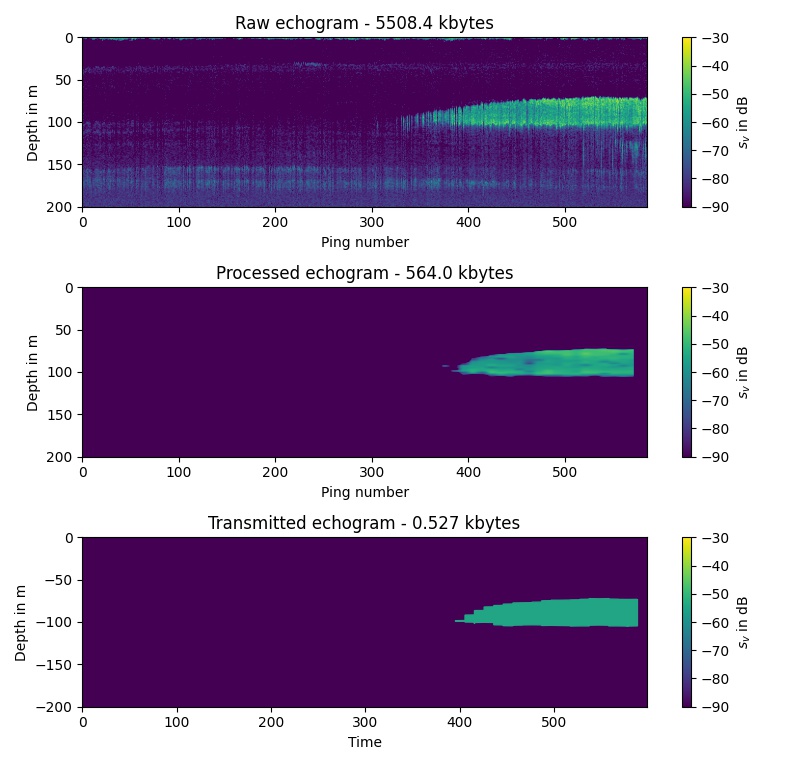 Raw echogram - 5508.4 kbytes
0
50
100
150
200
Depth in m
0 100 200 300 400 500
Ping number
−30
−40
−50
−60
−70
−80
−90
sv in dB
Processed echogram - 564.0 kbytes
0
50
100
150
200
Depth in m
0 100 200 300 400 500
Ping number
−30
−40
−50
−60
−70
−80
−90
sv in dB
Transmitted echogram - 0.527 kbytes
0
−50
−100
−150
−200
Depth in m
0 100 200 300 400 500
Time
−30
−40
−50
−60
−70
−80
−90
sv in dB